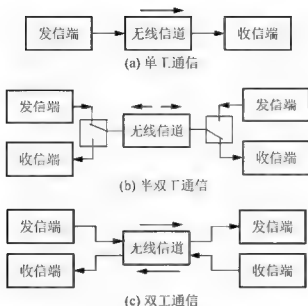 发信端 无线信道 收信端
(a) 单工通信
发信端 发信端
无线信道
收信端 收信端
(b) 半双工通信
发信端 发信端
无线信道
收信端 收信端
(c) 双工通信